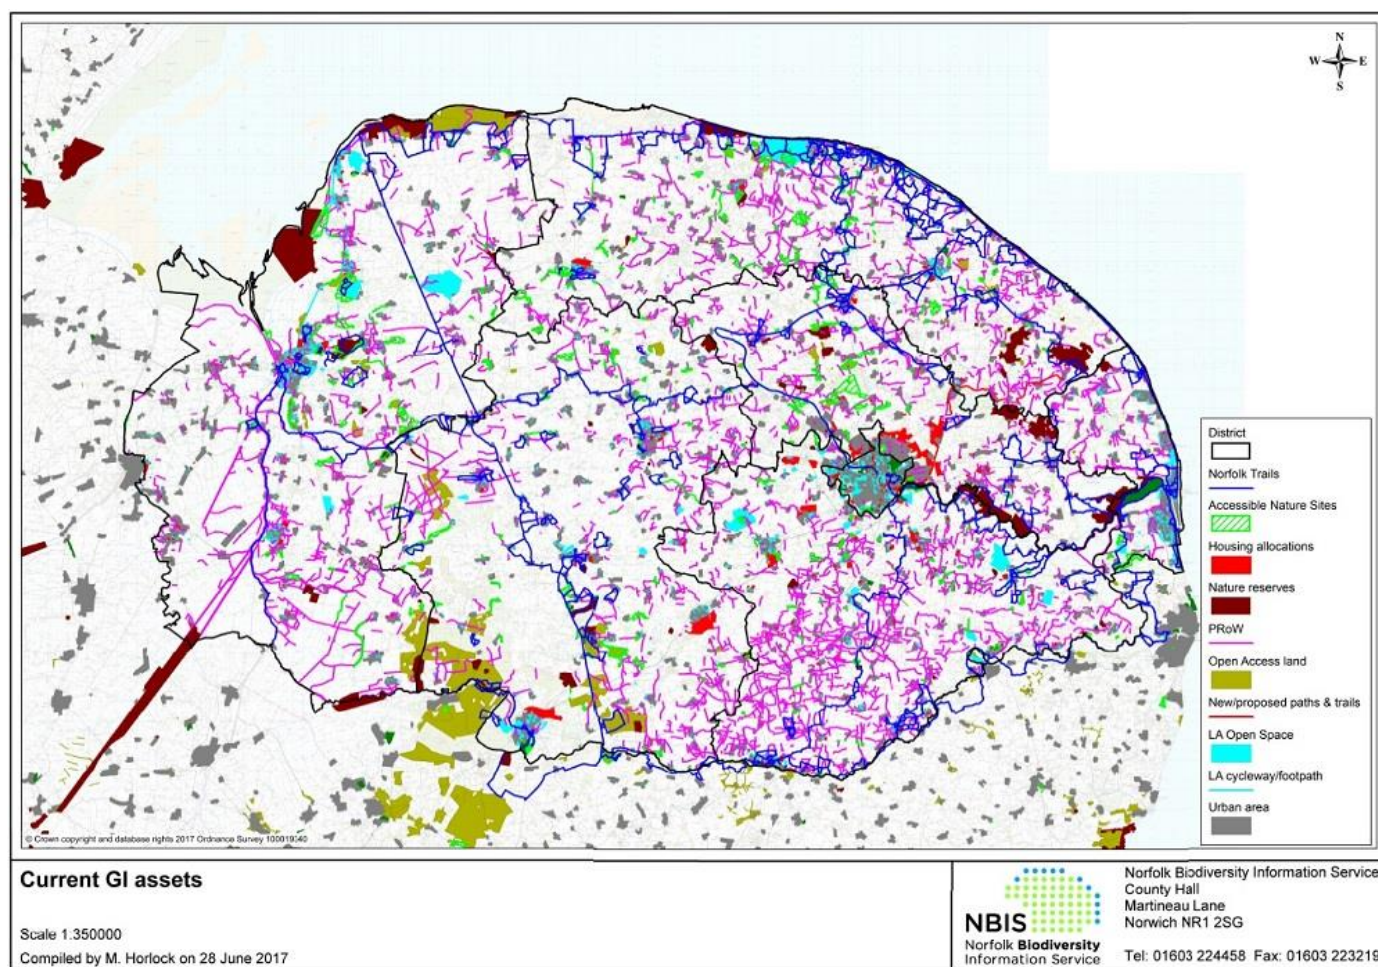 N
W E
S
District
Norfolk Trails
Accessible Nature Sites
Housing allocations
Nature reserves
PRoW
Open Access land
New/proposed paths & trails
LA Open Space
LA cycleway/footpath
Urban area
© Crown copyright and database rights 2017 Ordnance Survey 100019340
Current GI assets
Scale 1:350000
Compiled by M. Horlock on 28 June 2017
NBIS
Norfolk Biodiversity
Information Service
Norfolk Biodiversity Information Service
County Hall
Martineau Lane
Norwich NR1 2SG
Tel: 01603 224458 Fax: 01603 223219